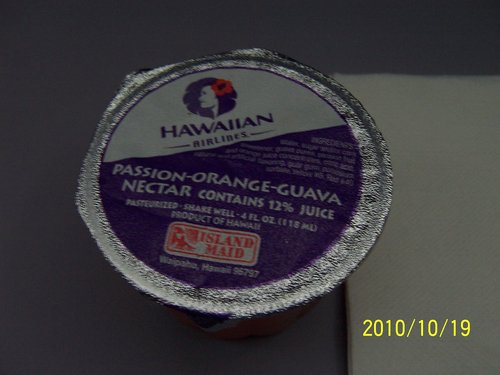 HAWAIIAN
AIRLINES
INGREDIENTS:
PASSION-ORANGE-GUAVA
NECTAR CONTAINS 12% JUICE
PASTEURIZED · SHAKE WELL · 4 FL. OZ. (118 ML)
PRODUCT OF HAWAII
ISLAND
MAID
Waipahu, Hawaii 96797
2010/10/19